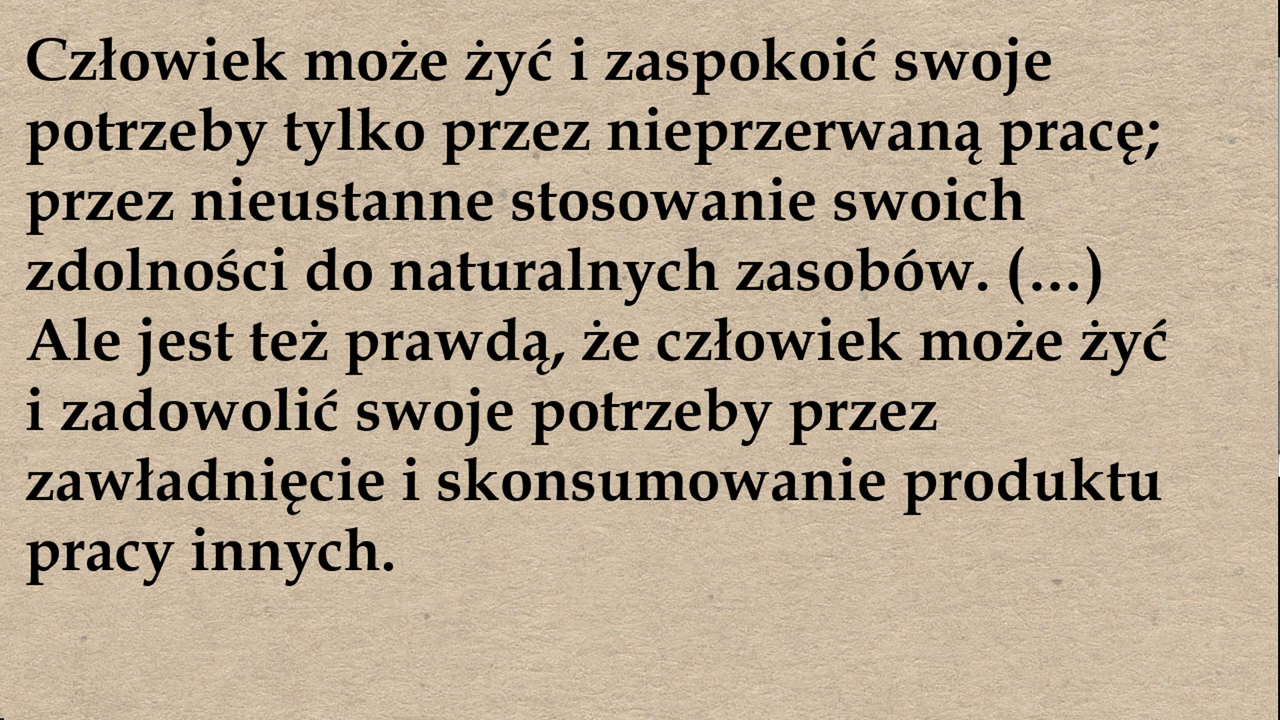 Człowiek może żyć i zaspokoić swoje
potrzeby tylko przez nieprzerwaną pracę;
przez nieustanne stosowanie swoich
zdolności do naturalnych zasobów. (…)
Ale jest też prawdą, że człowiek może żyć
i zadowolić swoje potrzeby przez
zawładnięcie i skonsumowanie produktu
pracy innych.